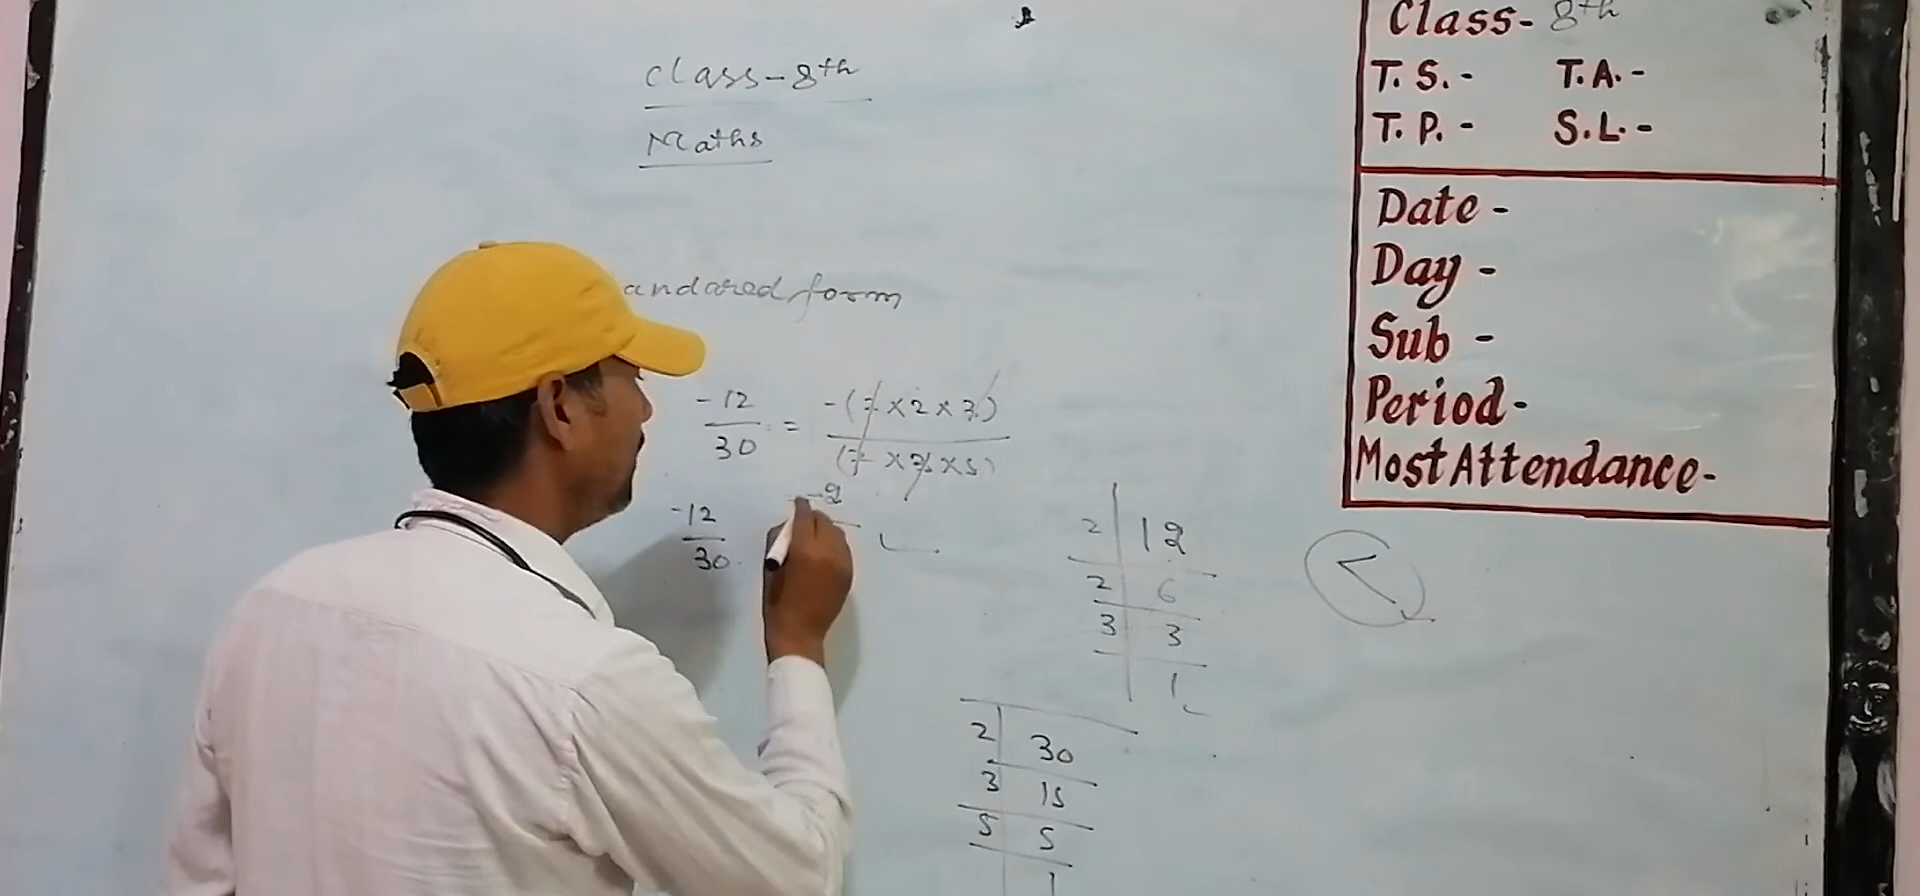 class-8th
Maths
andared form
-12/30 = -(2×2×3)/(2×3×5)
-12/30 -2
2 | 12
2 | 6
3 | 3
1
2 | 30
3 | 15
5 | 5
1
Class- 8th
T. S. - T.A. -
T. P. - S.L. -
Date -
Day -
Sub -
Period -
Most Attendance -